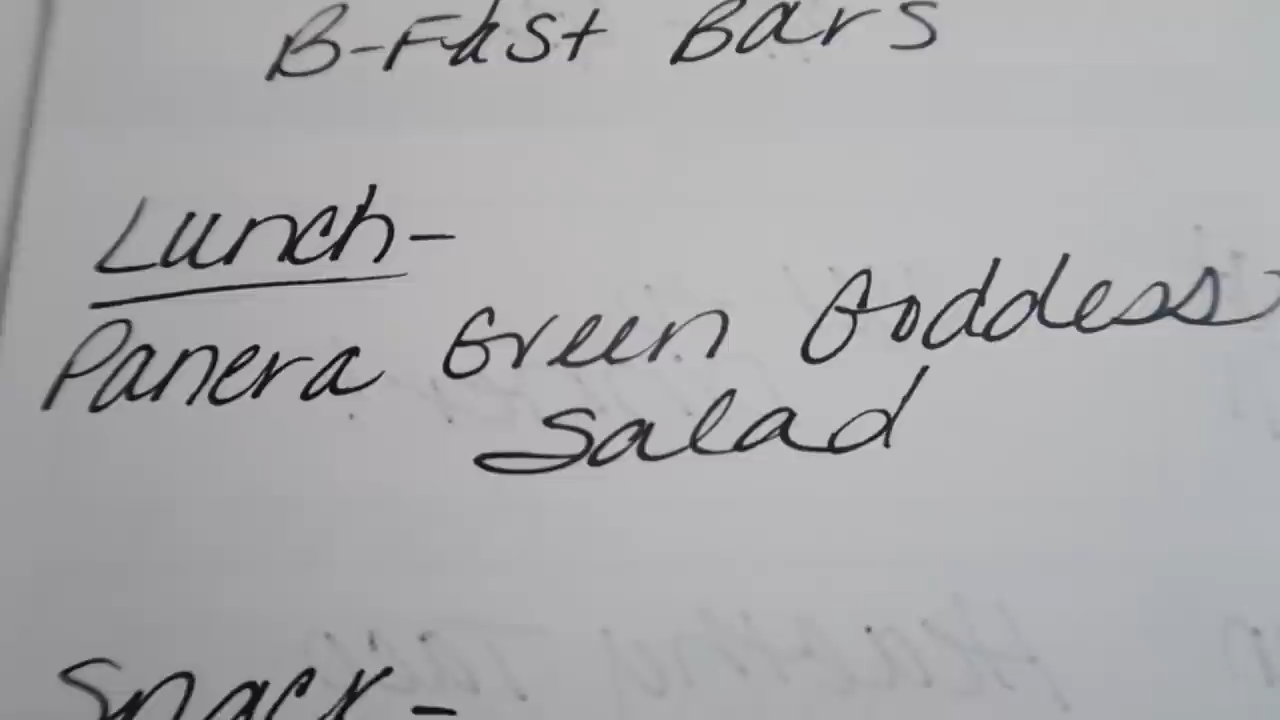 B-Fast Bars
Lunch-
Panera Green Goddess
Salad
Snack-